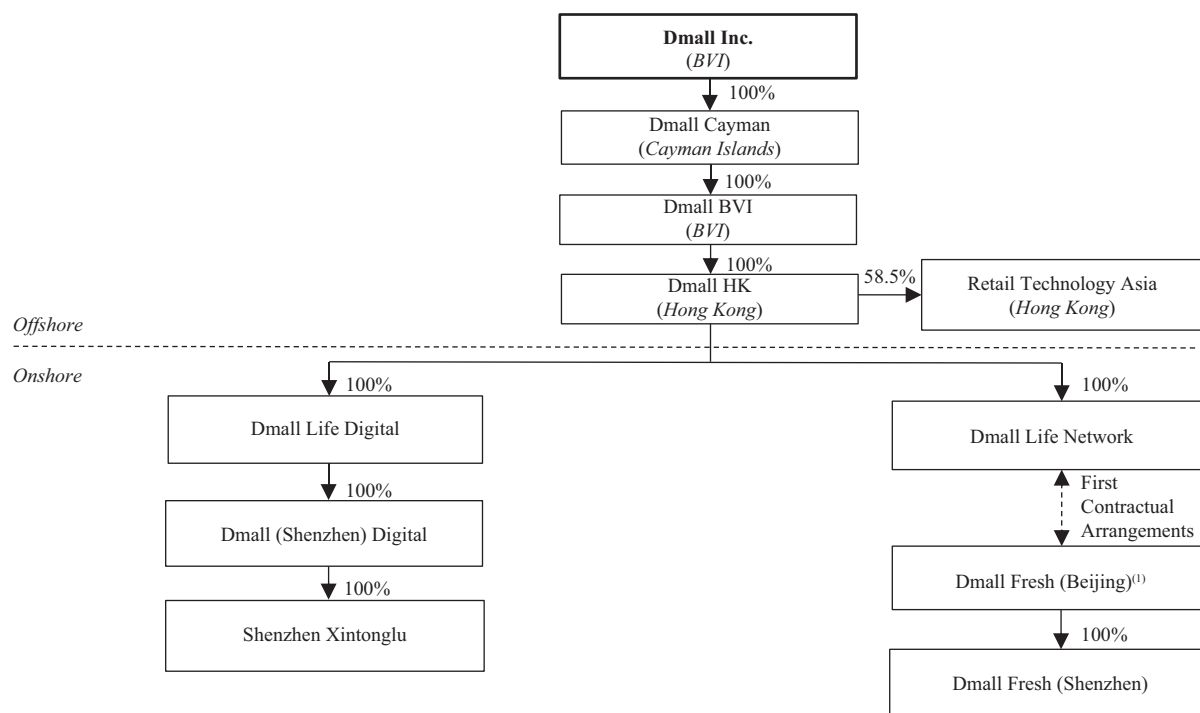 Dmall Inc.
(BVI)
100%
Dmall Cayman
(Cayman Islands)
100%
Dmall BVI
(BVI)
100%
Dmall HK
(Hong Kong)
58.5%
Retail Technology Asia
(Hong Kong)
Offshore
Onshore
100%
100%
Dmall Life Digital
Dmall Life Network
100%
First
Contractual
Arrangements
Dmall (Shenzhen) Digital
Dmall Fresh (Beijing)(1)
100%
100%
Shenzhen Xintonglu
Dmall Fresh (Shenzhen)